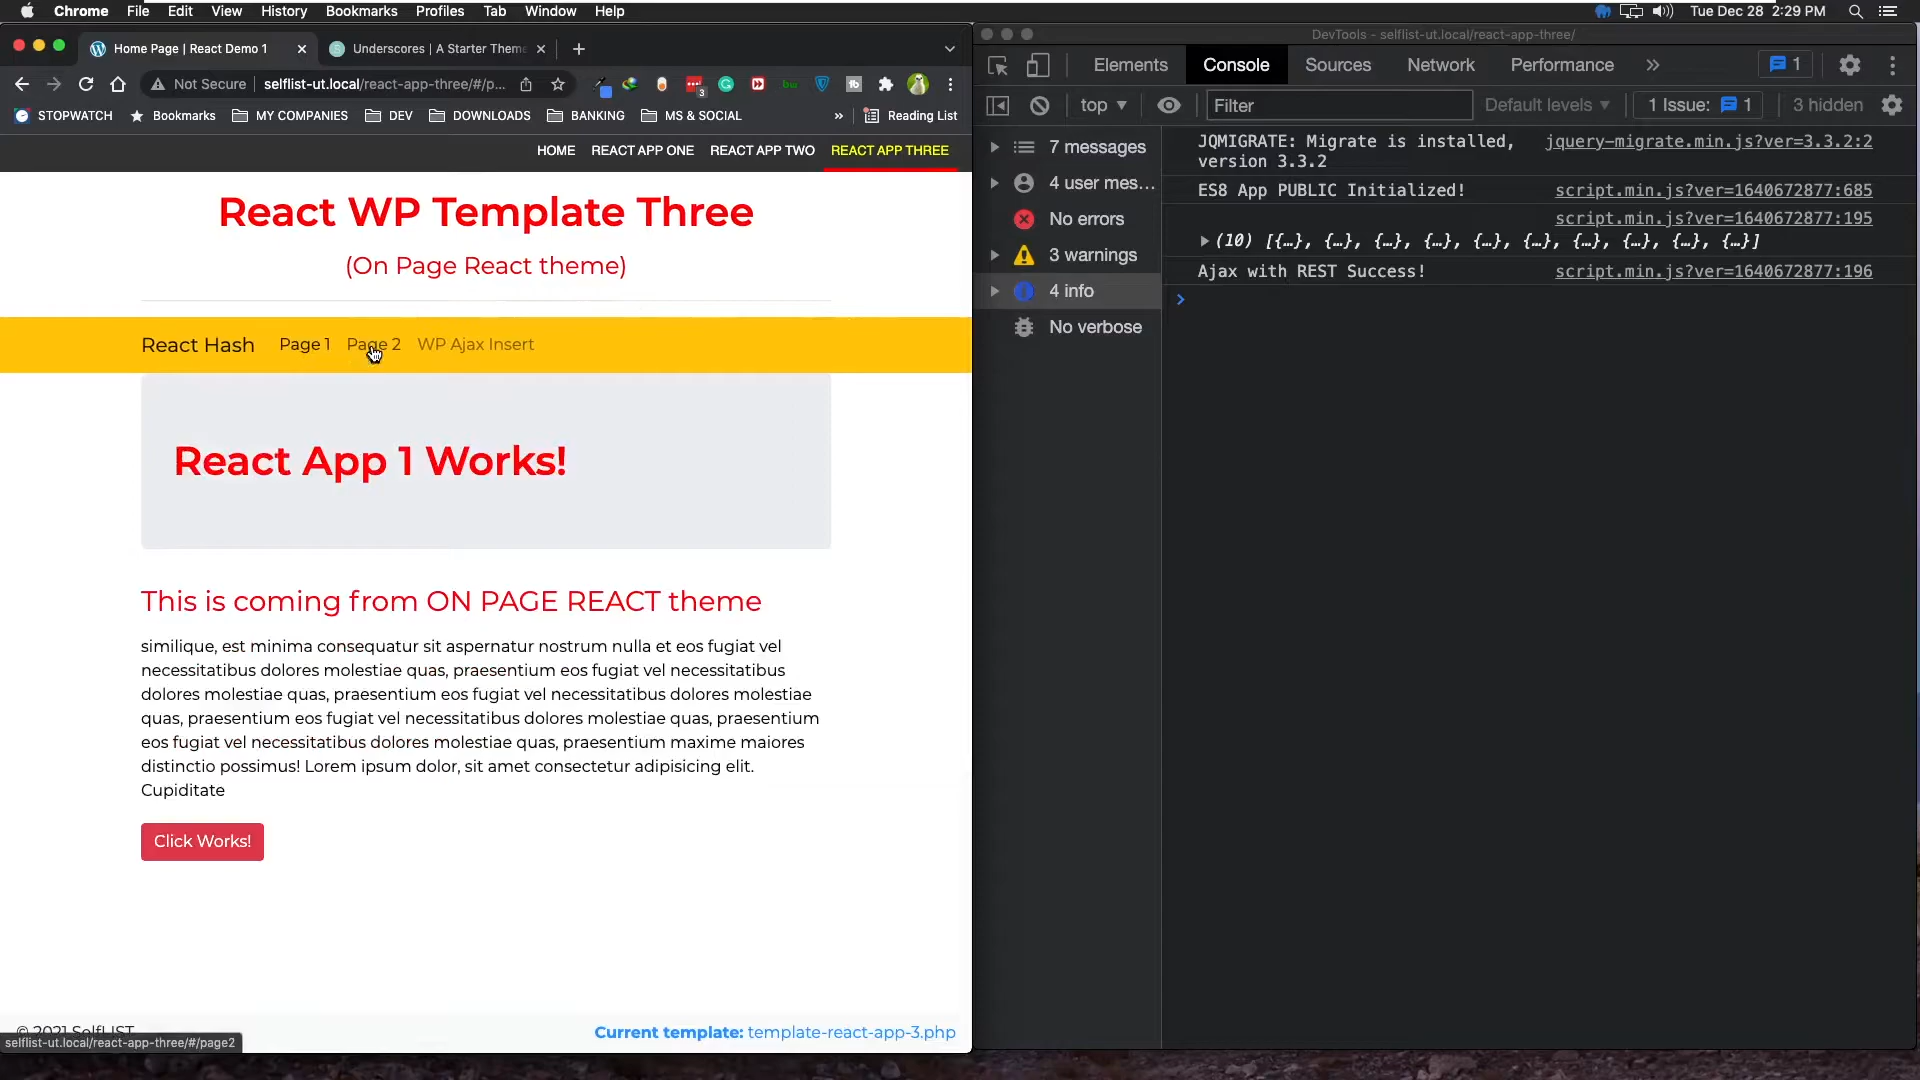 Chrome File Edit View History Bookmarks Profiles Tab Window Help
Tue Dec 28 2:29 PM
Home Page | React Demo 1
Underscores | A Starter Theme
Not Secure
selflist-ut.local/react-app-three/#/p...
3
STOPWATCH
Bookmarks
MY COMPANIES
DEV
DOWNLOADS
BANKING
MS & SOCIAL
»
Reading List
HOME
REACT APP ONE
REACT APP TWO
REACT APP THREE
React WP Template Three
(On Page React theme)
React Hash
Page 1
Page 2
WP Ajax Insert
React App 1 Works!
This is coming from ON PAGE REACT theme
similique, est minima consequatur sit aspernatur nostrum nulla et eos fugiat vel
necessitatibus dolores molestiae quas, praesentium eos fugiat vel necessitatibus
dolores molestiae quas, praesentium eos fugiat vel necessitatibus dolores molestiae
quas, praesentium eos fugiat vel necessitatibus dolores molestiae quas, praesentium
eos fugiat vel necessitatibus dolores molestiae quas, praesentium maxime maiores
distinctio possimus! Lorem ipsum dolor, sit amet consectetur adipisicing elit.
Cupiditate
Click Works!
© 2021 SelfLIST
Current template: template-react-app-3.php
selflist-ut.local/react-app-three/#/page2
DevTools - selflist-ut.local/react-app-three/
Elements
Console
Sources
Network
Performance
»
1
top
Filter
Default levels
1 Issue: 1
3 hidden
7 messages
4 user mes...
No errors
3 warnings
4 info
No verbose
JQMIGRATE: Migrate is installed, jquery-migrate.min.js?ver=3.3.2:2
version 3.3.2
ES8 App PUBLIC Initialized! script.min.js?ver=1640672877:685
script.min.js?ver=1640672877:195
(10) [{…}, {…}, {…}, {…}, {…}, {…}, {…}, {…}, {…}, {…}]
Ajax with REST Success! script.min.js?ver=1640672877:196